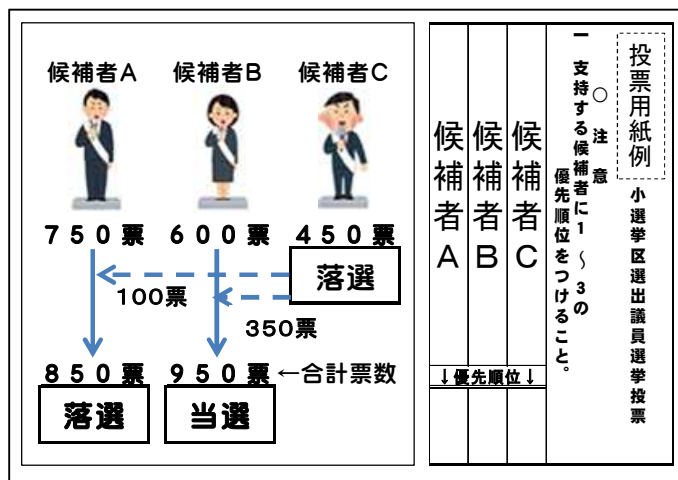 候補者A 候補者B 候補者C
750票 600票 450票
落選
100票
350票
850票 950票 ←合計票数
落選 当選
投票用紙例
小選挙区選出議員選挙投票
○ 注 意
一 支持する候補者に1〜3の
優先順位をつけること。
候補者C
候補者B
候補者A
↓優先順位↓